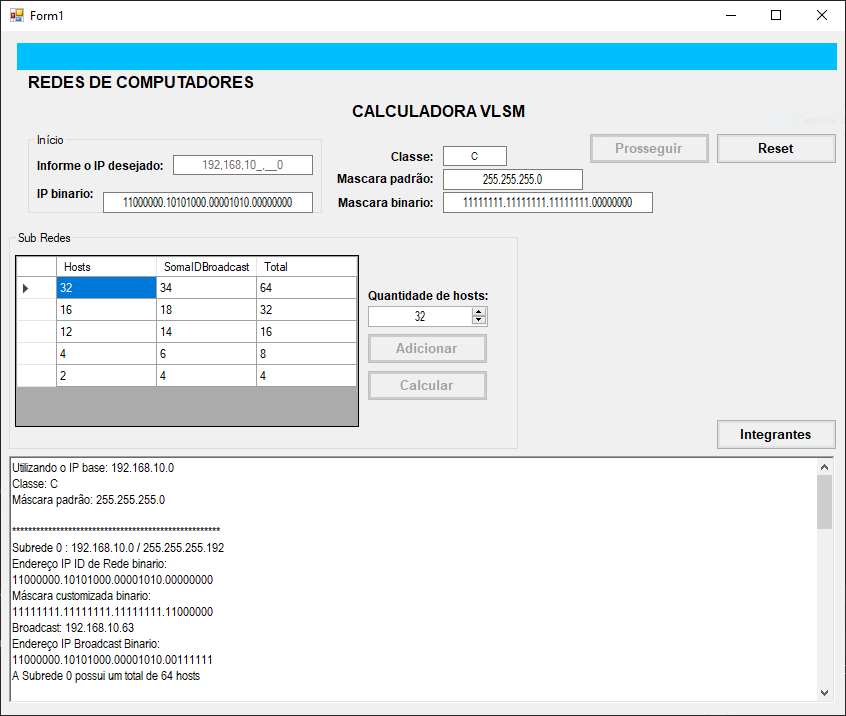 Form1
REDES DE COMPUTADORES
CALCULADORA VLSM
Início
Informe o IP desejado: 192,168,10_,__0
IP binario: 11000000.10101000.00001010.00000000
Classe: C
Mascara padrão: 255.255.255.0
Mascara binario: 11111111.11111111.11111111.00000000
Prosseguir
Reset
Sub Redes
Hosts SomaIDBroadcast Total
32 34 64
16 18 32
12 14 16
4 6 8
2 4 4
Quantidade de hosts:
32
Adicionar
Calcular
Integrantes
Utilizando o IP base: 192.168.10.0
Classe: C
Máscara padrão: 255.255.255.0
****************************************************
Subrede 0 : 192.168.10.0 / 255.255.255.192
Endereço IP ID de Rede binario:
11000000.10101000.00001010.00000000
Máscara customizada binario:
11111111.11111111.11111111.11000000
Broadcast: 192.168.10.63
Endereço IP Broadcast Binario:
11000000.10101000.00001010.00111111
A Subrede 0 possui um total de 64 hosts